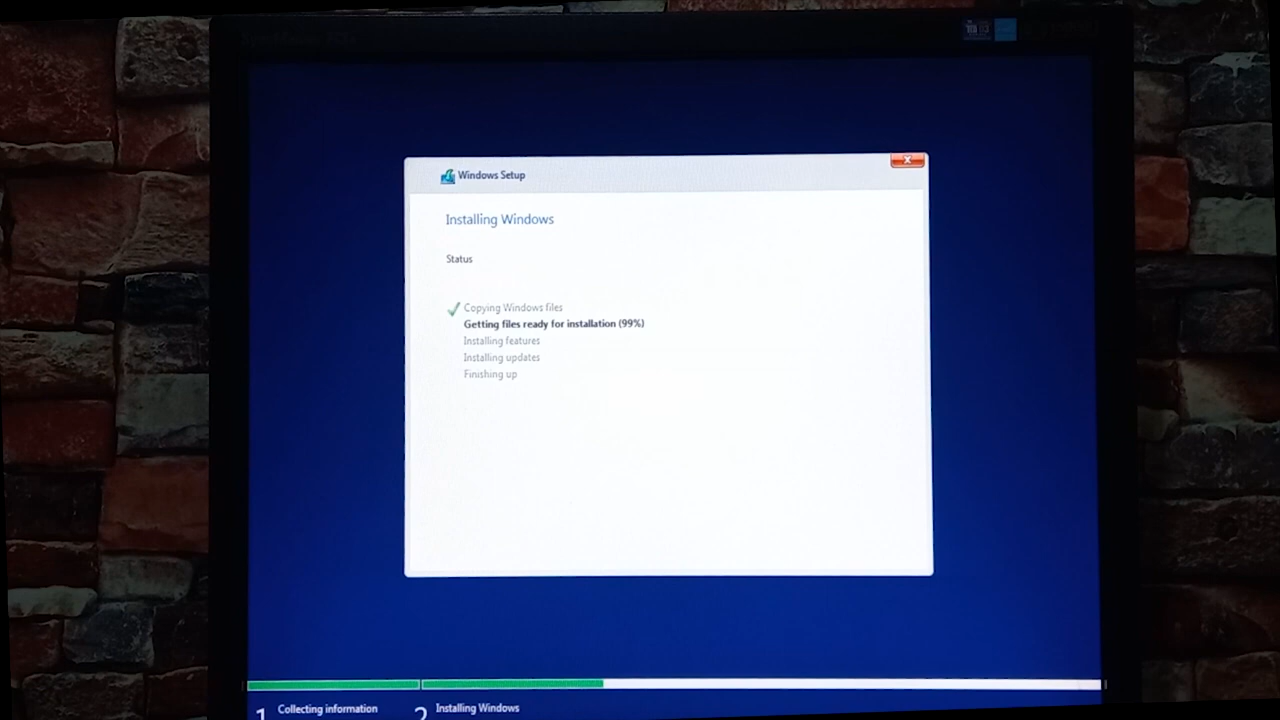 Windows Setup
Installing Windows
Status
Copying Windows files
Getting files ready for installation (99%)
Installing features
Installing updates
Finishing up
1 Collecting information
2 Installing Windows